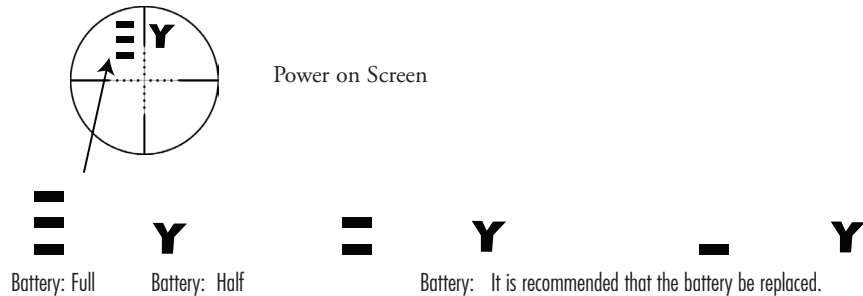 Y
Power on Screen
Y Y Y
Battery: Full Battery: Half Battery: It is recommended that the battery be replaced.